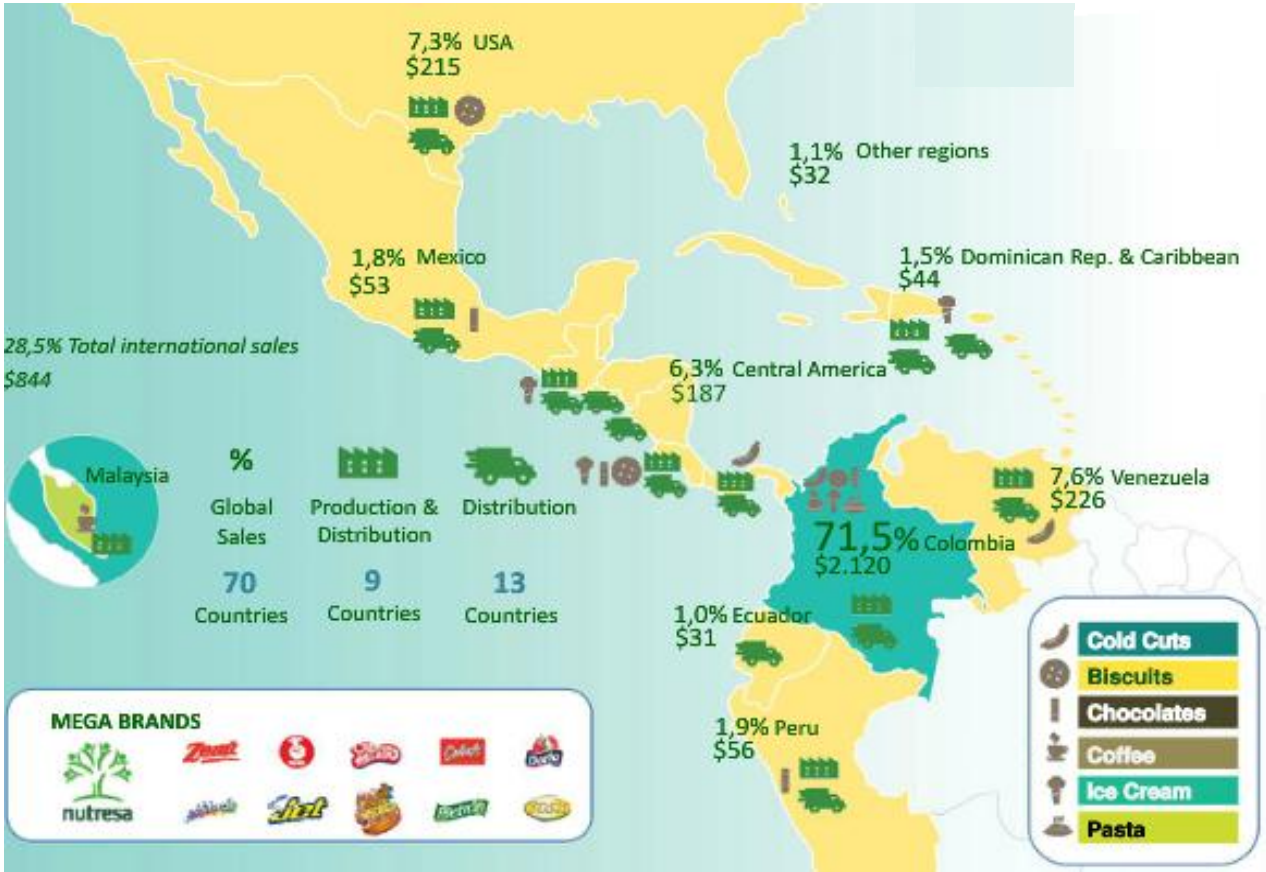 7,3% USA
$215
1,1% Other regions
$32
1,8% Mexico
$53
1,5% Dominican Rep. & Caribbean
$44
28,5% Total international sales
$844
6,3% Central America
$187
Malaysia
%
Global
Sales
70
Countries
Production &
Distribution
9
Countries
Distribution
13
Countries
7,6% Venezuela
$226
71,5% Colombia
$2.120
1,0% Ecuador
$31
1,9% Peru
$56
Cold Cuts
Biscuits
Chocolates
Coffee
Ice Cream
Pasta
MEGA BRANDS
nutresa
Zenú